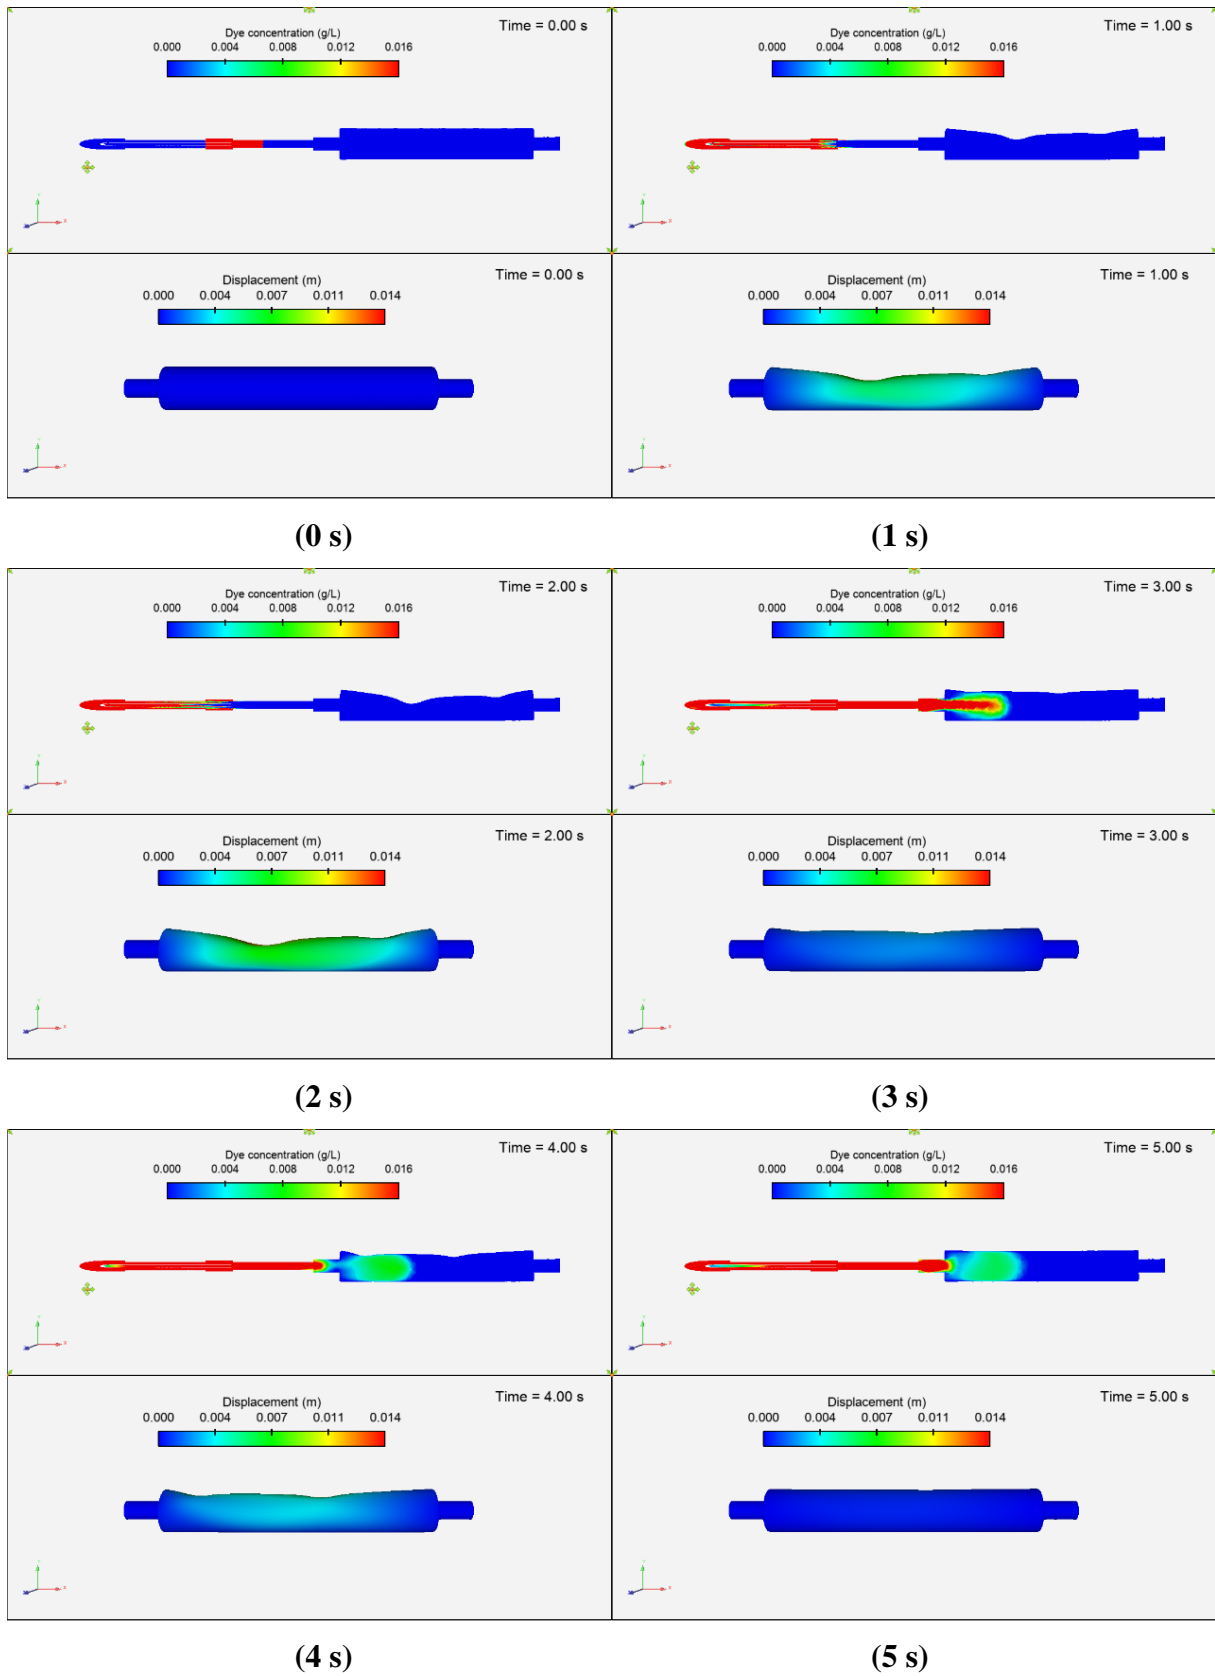 Time = 0.00 s
Dye concentration (g/L)
0.000 0.004 0.008 0.012 0.016
Time = 1.00 s
Dye concentration (g/L)
0.000 0.004 0.008 0.012 0.016
Time = 0.00 s
Displacement (m)
0.000 0.004 0.007 0.011 0.014
Time = 1.00 s
Displacement (m)
0.000 0.004 0.007 0.011 0.014
(0 s)
(1 s)
Time = 2.00 s
Dye concentration (g/L)
0.000 0.004 0.008 0.012 0.016
Time = 3.00 s
Dye concentration (g/L)
0.000 0.004 0.008 0.012 0.016
Time = 2.00 s
Displacement (m)
0.000 0.004 0.007 0.011 0.014
Time = 3.00 s
Displacement (m)
0.000 0.004 0.007 0.011 0.014
(2 s)
(3 s)
Time = 4.00 s
Dye concentration (g/L)
0.000 0.004 0.008 0.012 0.016
Time = 5.00 s
Dye concentration (g/L)
0.000 0.004 0.008 0.012 0.016
Time = 4.00 s
Displacement (m)
0.000 0.004 0.007 0.011 0.014
Time = 5.00 s
Displacement (m)
0.000 0.004 0.007 0.011 0.014
(4 s)
(5 s)